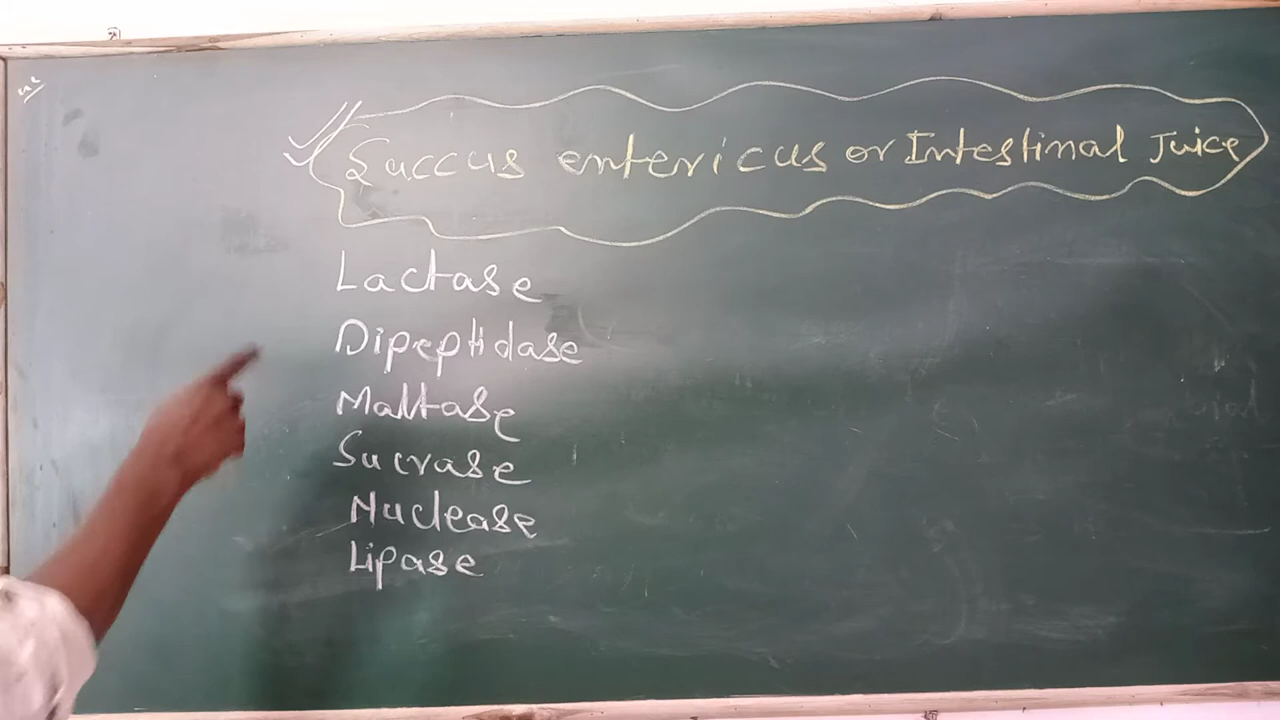 Succus entericus or Intestinal Juice
Lactase
Dipeptidase
Maltase
Sucrase
Nuclease
Lipase